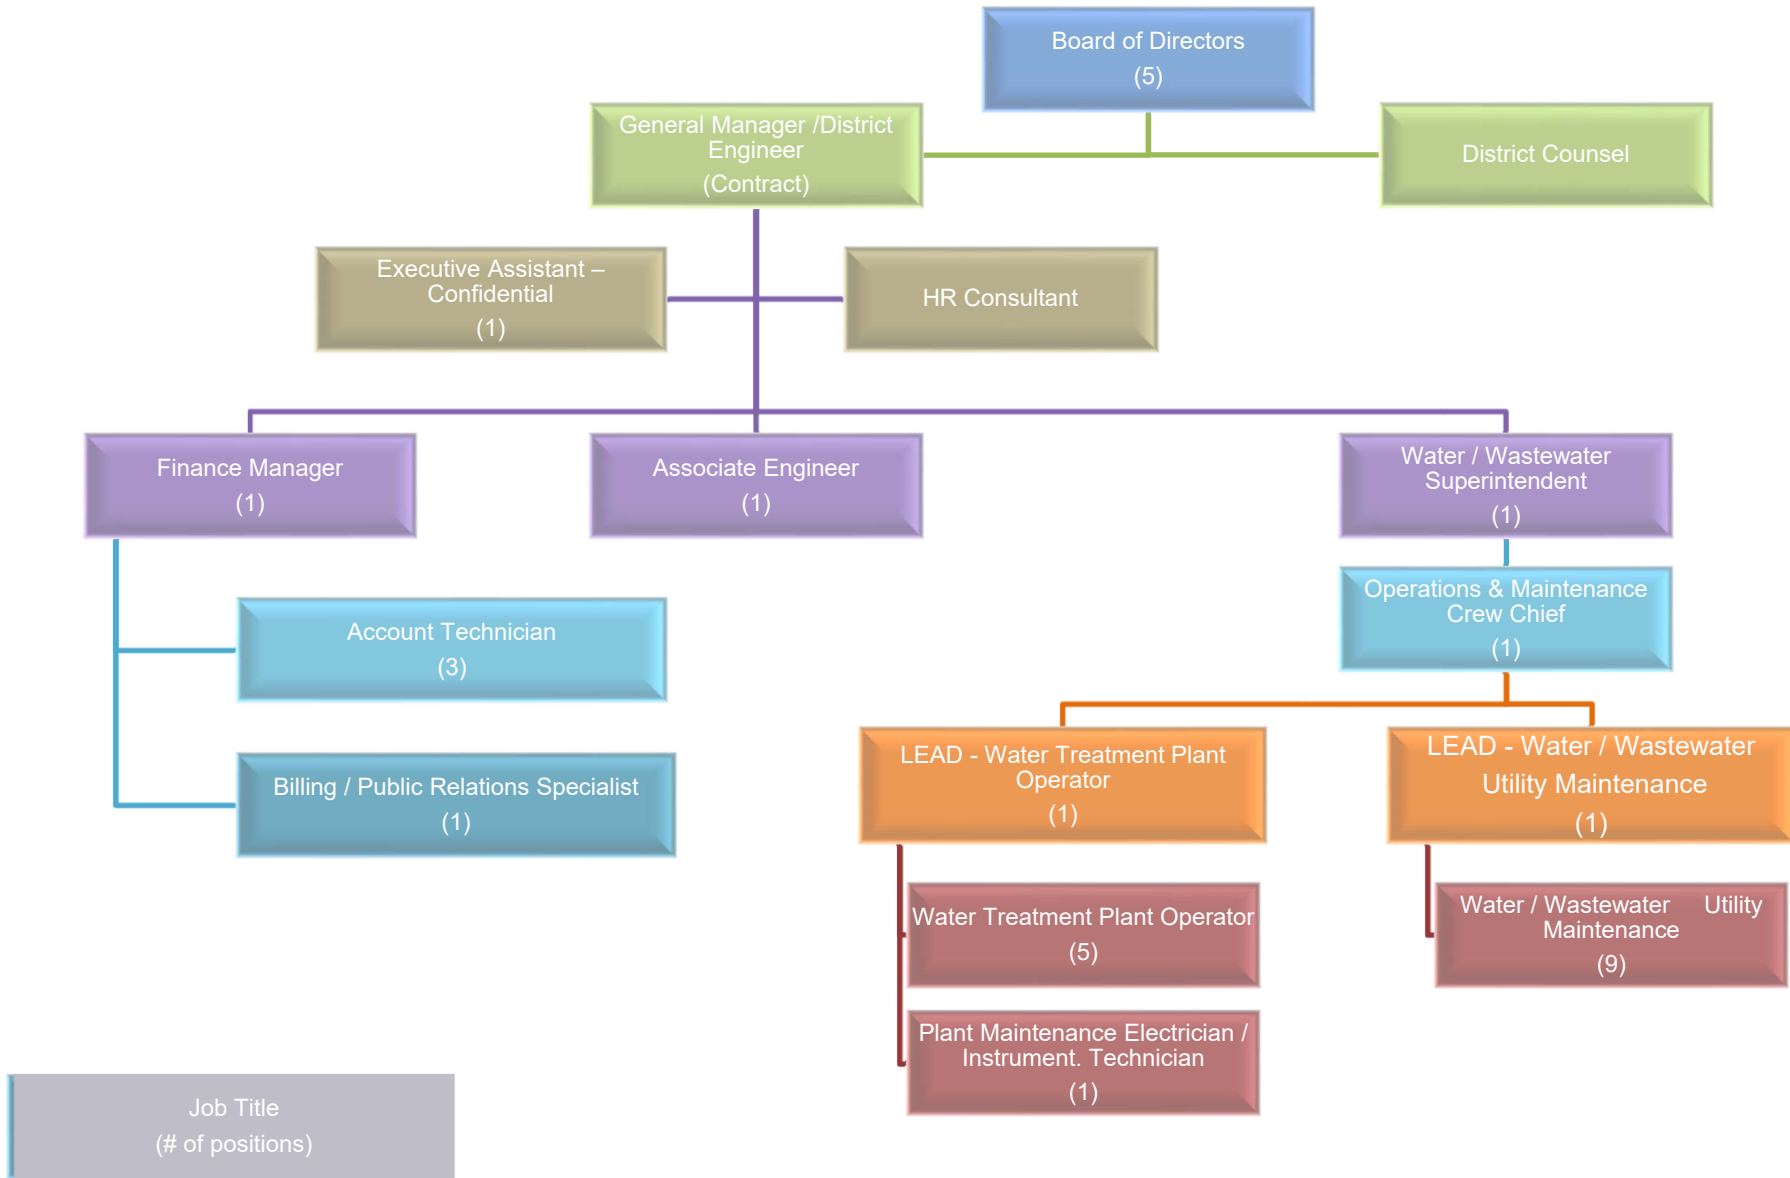 Board of Directors
(5)
General Manager /District
Engineer
(Contract)
District Counsel
Executive Assistant –
Confidential
(1)
HR Consultant
Finance Manager
(1)
Associate Engineer
(1)
Water / Wastewater
Superintendent
(1)
Operations & Maintenance
Crew Chief
(1)
Account Technician
(3)
Billing / Public Relations Specialist
(1)
LEAD - Water Treatment Plant
Operator
(1)
LEAD - Water / Wastewater
Utility Maintenance
(1)
Water Treatment Plant Operator
(5)
Water / Wastewater Utility
Maintenance
(9)
Plant Maintenance Electrician /
Instrument. Technician
(1)
Job Title
(# of positions)